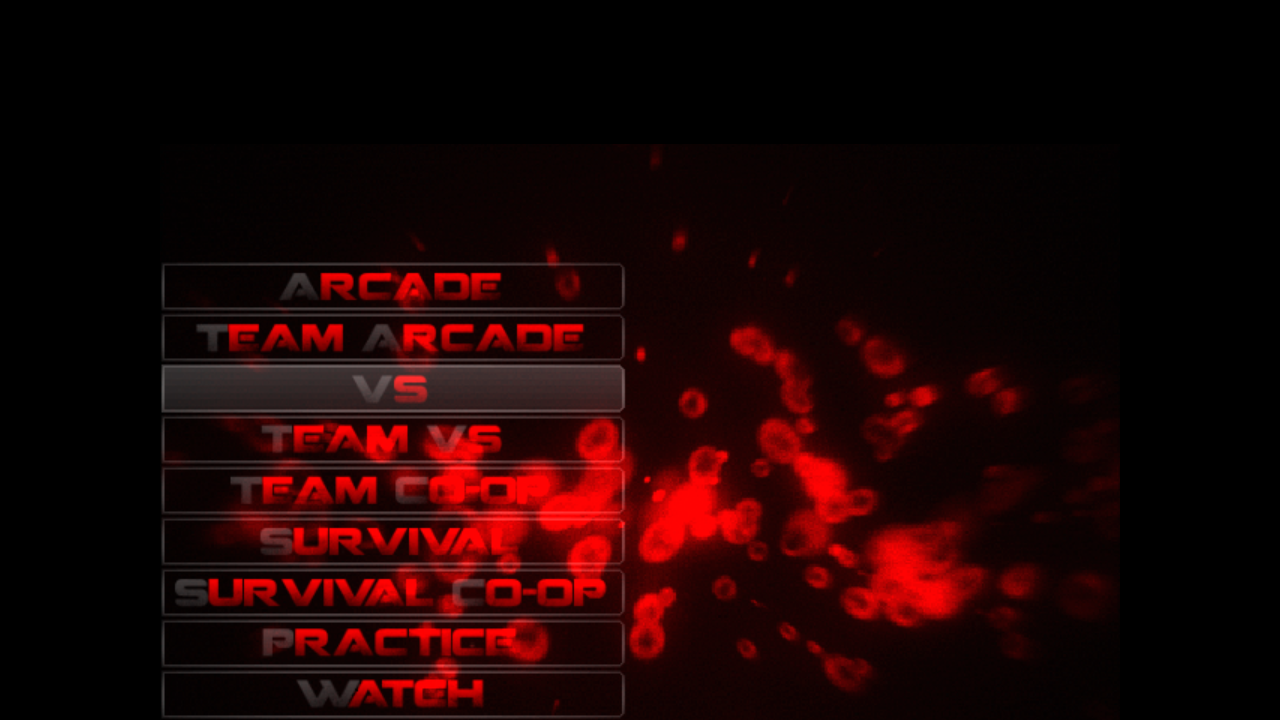 ARCADE
TEAM ARCADE
VS
TEAM VS
TEAM CO-OP
SURVIVAL
SURVIVAL CO-OP
PRACTICE
WATCH